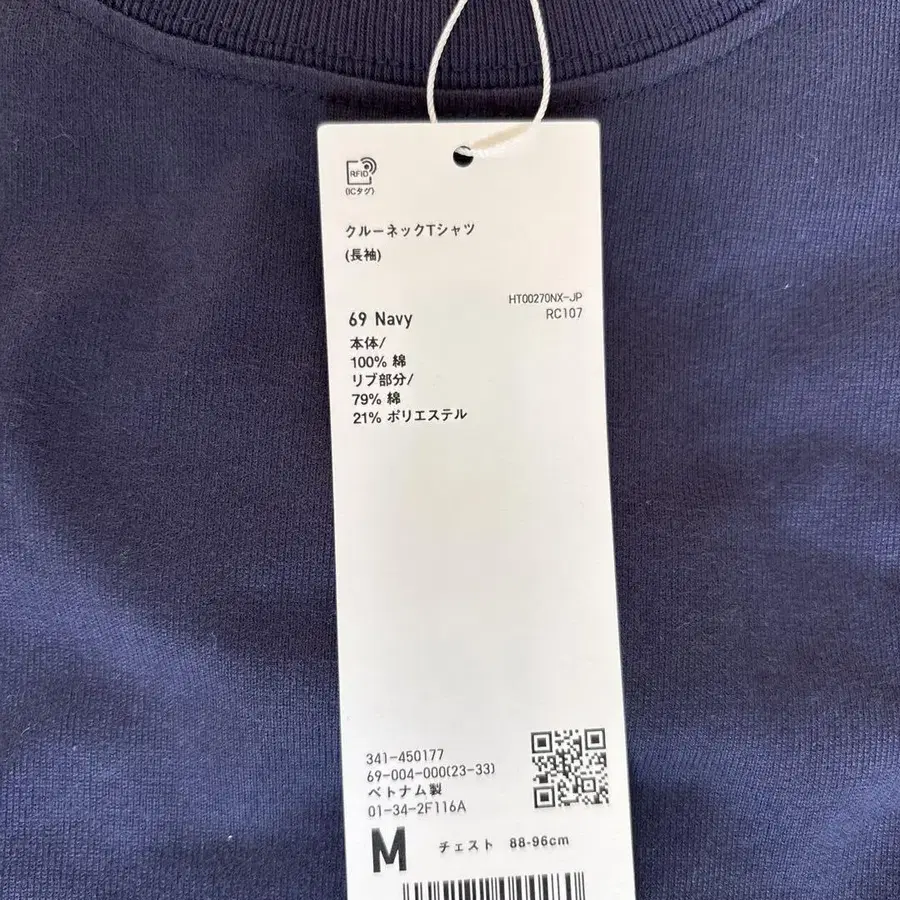 RFID
(ICタグ)
クルーネックTシャツ
(長袖)
HT00270NX-JP
69 Navy
RC107
本体/
100% 綿
リブ部分/
79% 綿
21% ポリエステル
341-450177
69-004-000(23-33)
ベトナム製
01-34-2F116A
M チェスト 88-96cm